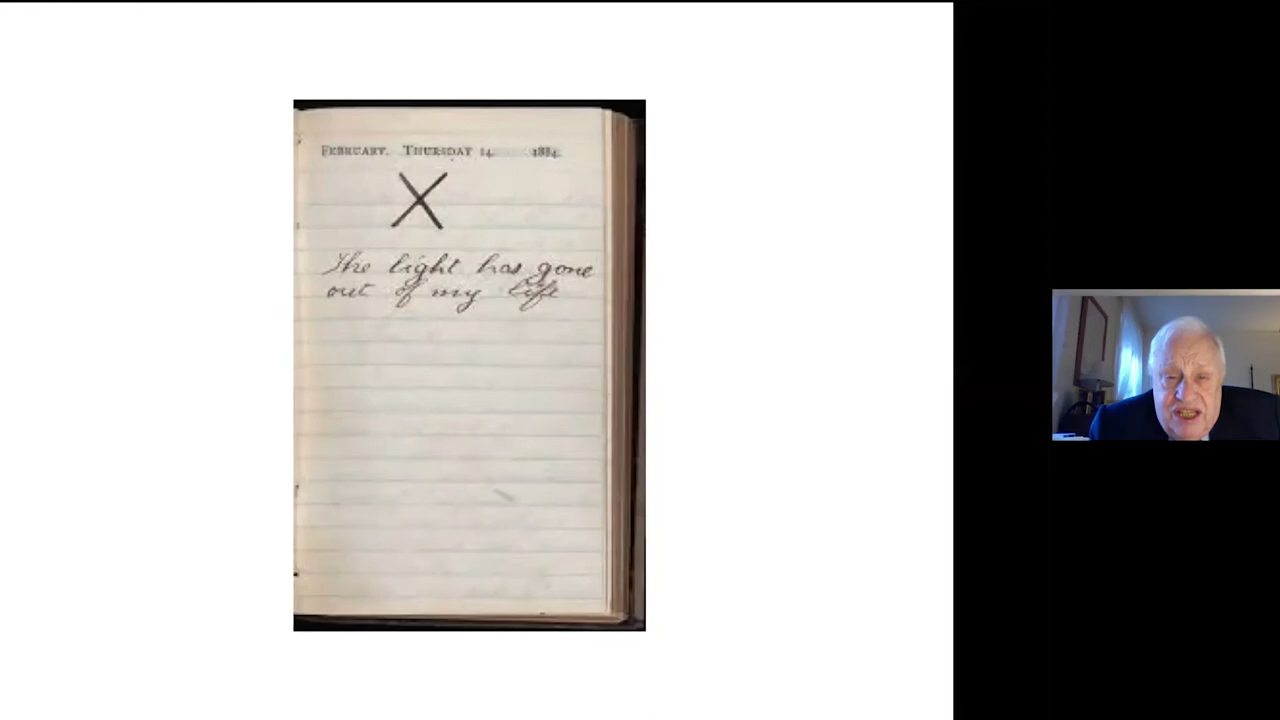 FEBRUARY. THURSDAY 14. 1884.
X
The light has gone
out of my life